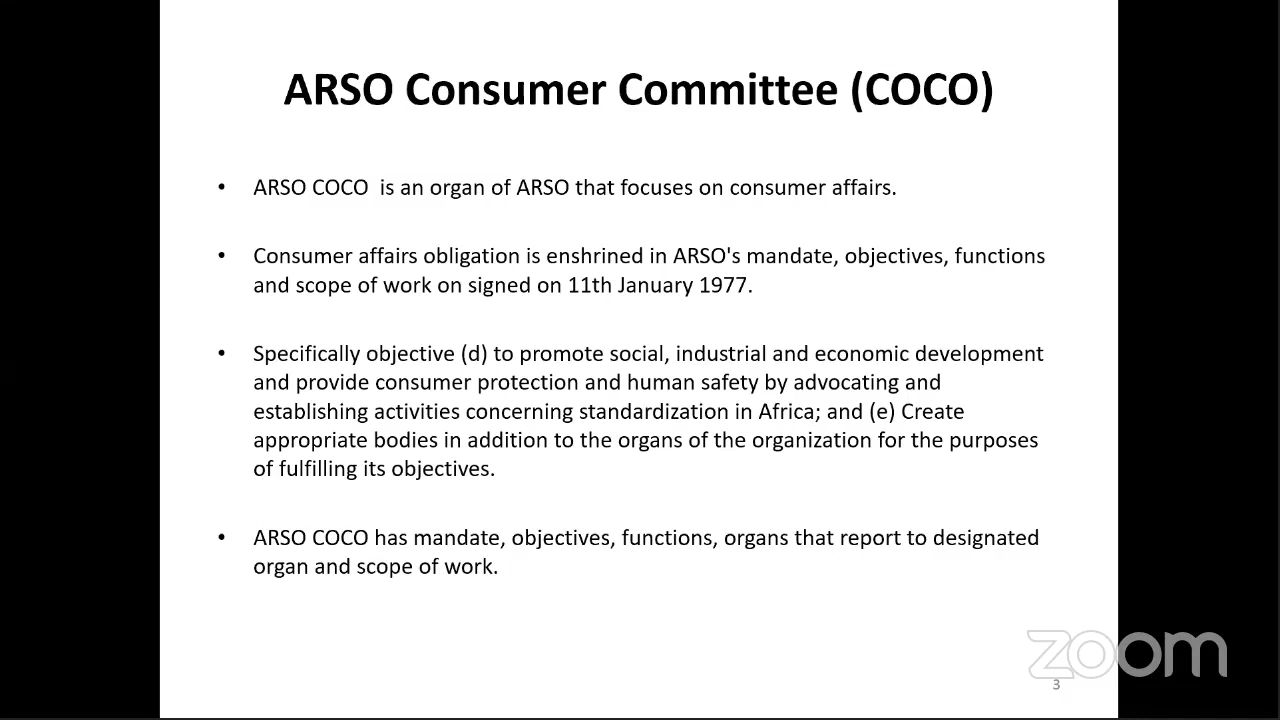 ARSO Consumer Committee (COCO)
• ARSO COCO  is an organ of ARSO that focuses on consumer affairs.
• Consumer affairs obligation is enshrined in ARSO's mandate, objectives, functions
and scope of work on signed on 11th January 1977.
• Specifically objective (d) to promote social, industrial and economic development
and provide consumer protection and human safety by advocating and
establishing activities concerning standardization in Africa; and (e) Create
appropriate bodies in addition to the organs of the organization for the purposes
of fulfilling its objectives.
• ARSO COCO has mandate, objectives, functions, organs that report to designated
organ and scope of work.
zoom
3